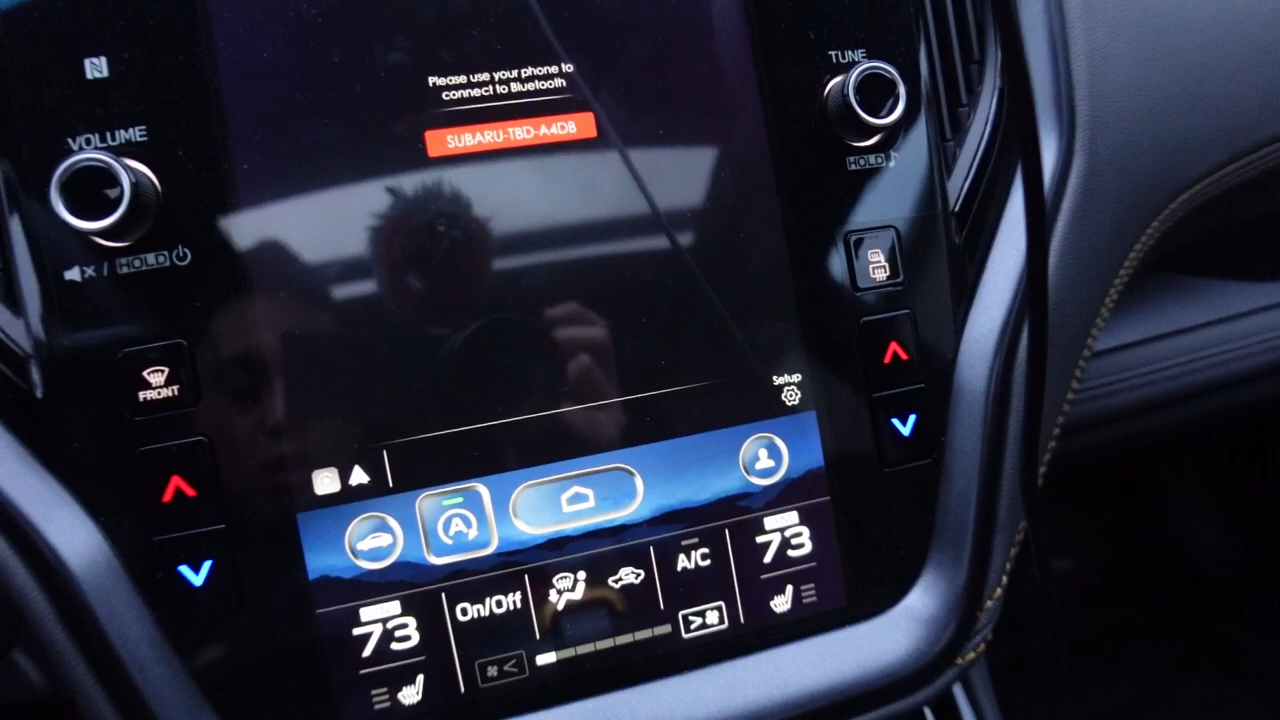 Please use your phone to
connect to Bluetooth
SUBARU-TBD-A4DB
TUNE
HOLD
VOLUME
/ HOLD
FRONT
Setup
A
On/Off
A/C
73
73